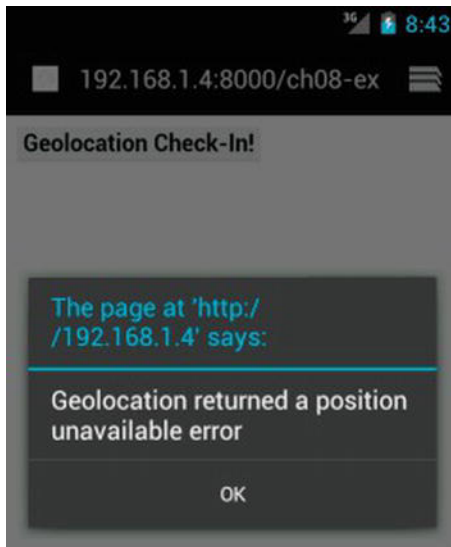 3G 8:43
192.168.1.4:8000/ch08-ex
Geolocation Check-In!
The page at 'http:/
/192.168.1.4' says:
Geolocation returned a position
unavailable error
OK